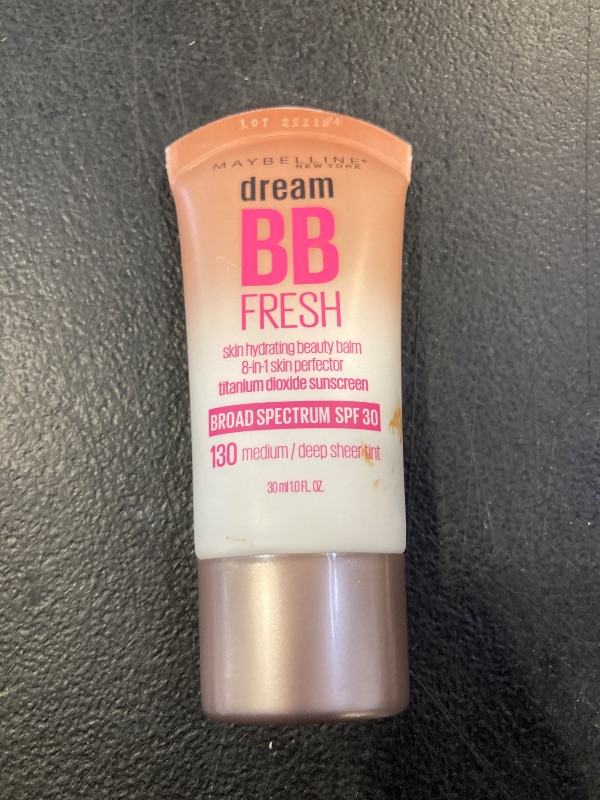 LOT
MAYBELLINE®
NEW YORK
dream
BB
FRESH
skin hydrating beauty balm
8-in-1 skin perfector
titanium dioxide sunscreen
BROAD SPECTRUM SPF 30
130 medium / deep sheer tint
30 ml 1.0 FL. OZ.